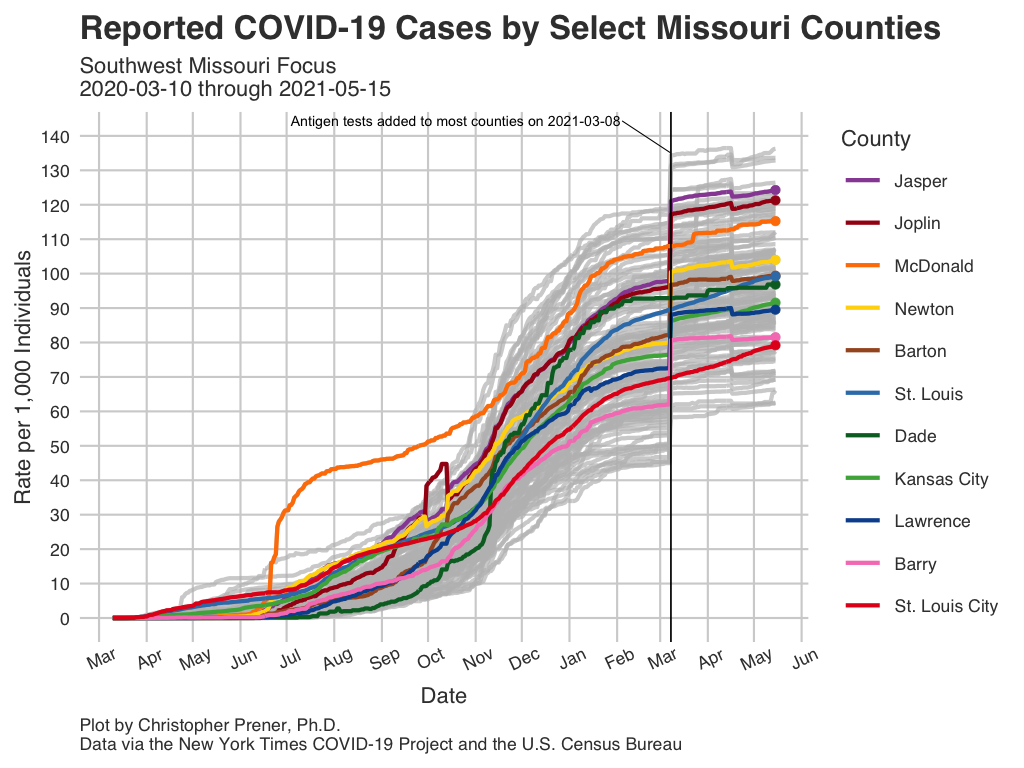 Reported COVID-19 Cases by Select Missouri Counties
Southwest Missouri Focus
2020-03-10 through 2021-05-15
Antigen tests added to most counties on 2021-03-08
Rate per 1,000 Individuals
140
130
120
110
100
90
80
70
60
50
40
30
20
10
0
Mar Apr May Jun Jul Aug Sep Oct Nov Dec Jan Feb Mar Apr May Jun
Date
County
Jasper
Joplin
McDonald
Newton
Barton
St. Louis
Dade
Kansas City
Lawrence
Barry
St. Louis City
Plot by Christopher Prener, Ph.D.
Data via the New York Times COVID-19 Project and the U.S. Census Bureau